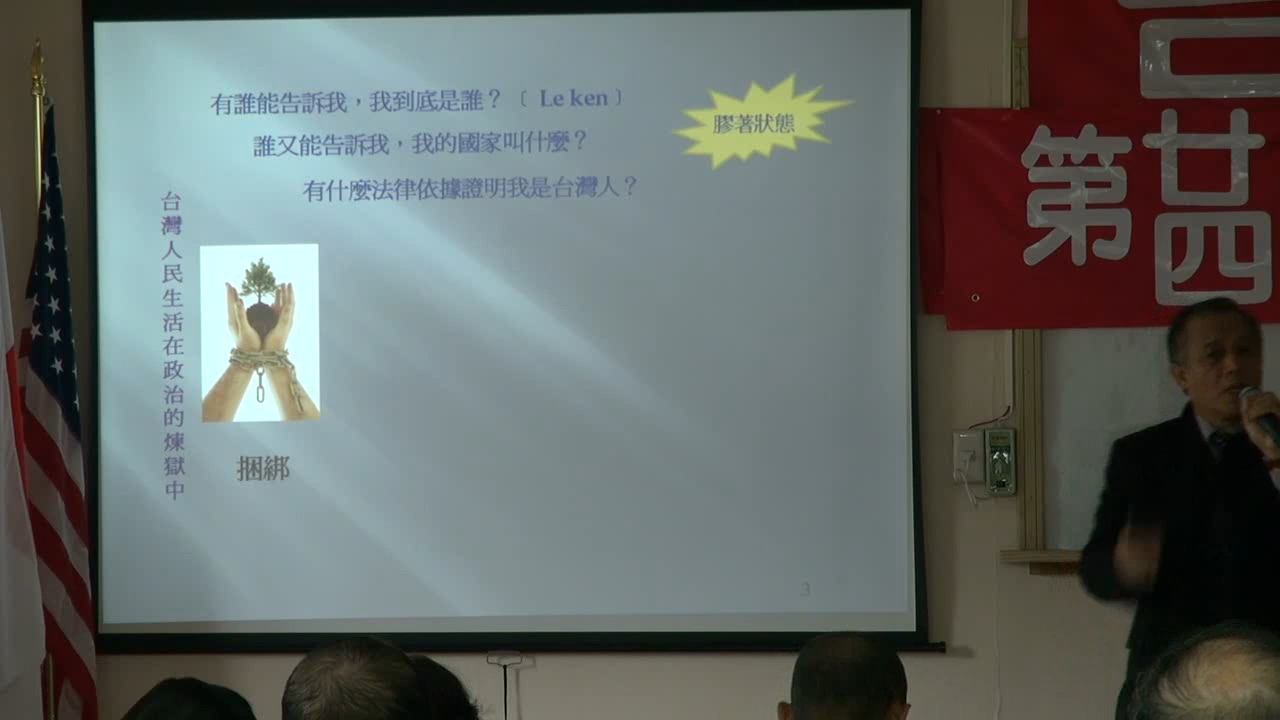 有誰能告訴我，我到底是誰？〔 Le ken 〕
誰又能告訴我，我的國家叫什麼？
有什麼法律依據證明我是台灣人？
膠著狀態
台灣人民生活在政治的煉獄中
捆綁
3
第廿四